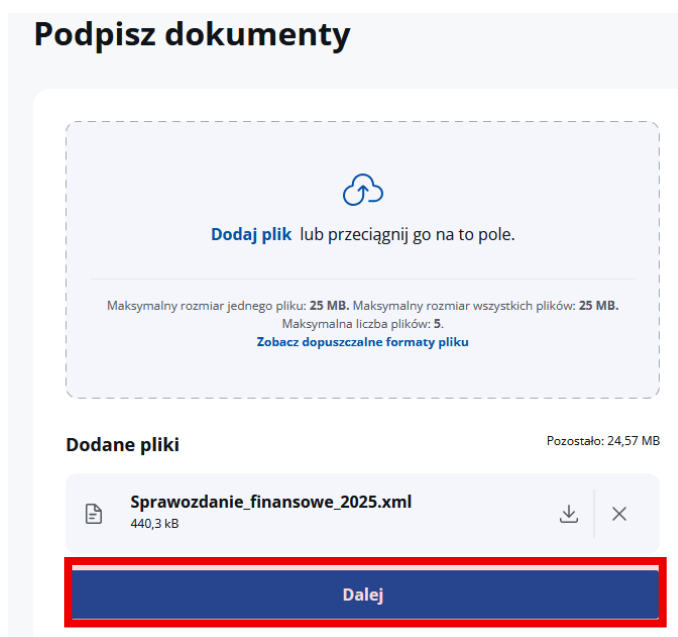 Podpisz dokumenty
Dodaj plik lub przeciągnij go na to pole.
Maksymalny rozmiar jednego pliku: 25 MB. Maksymalny rozmiar wszystkich plików: 25 MB.
Maksymalna liczba plików: 5.
Zobacz dopuszczalne formaty pliku
Dodane pliki
Pozostało: 24,57 MB
Sprawozdanie_finansowe_2025.xml
440,3 kB
Dalej